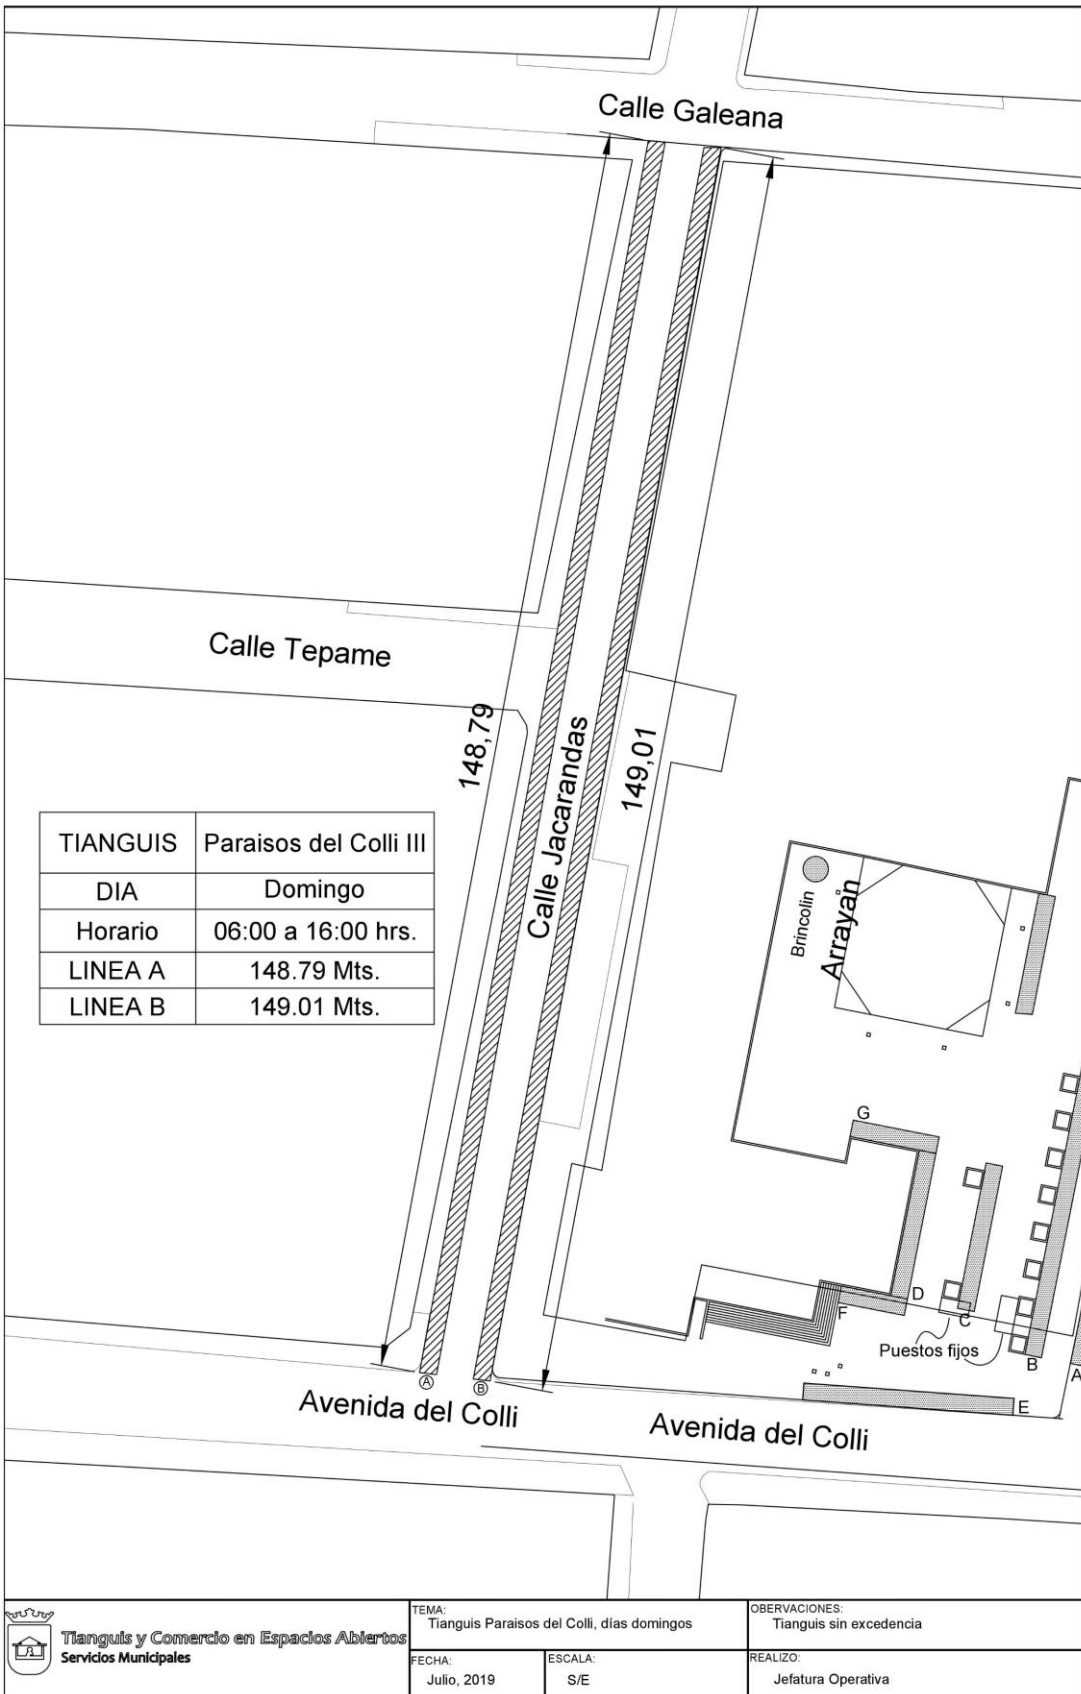 Calle Galeana
Calle Tepame
148,79
Calle Jacarandas
149,01
TIANGUIS Paraisos del Colli III
DIA Domingo
Horario 06:00 a 16:00 hrs.
LINEA A 148.79 Mts.
LINEA B 149.01 Mts.
Brincolin
Arrayan
G
D
F
C
Puestos fijos
B
A
E
A
B
Avenida del Colli
Avenida del Colli
Tianguis y Comercio en Espacios Abiertos
Servicios Municipales
TEMA:
Tianguis Paraisos del Colli, días domingos
OBERVACIONES:
Tianguis sin excedencia
FECHA:
Julio, 2019
ESCALA:
S/E
REALIZO:
Jefatura Operativa